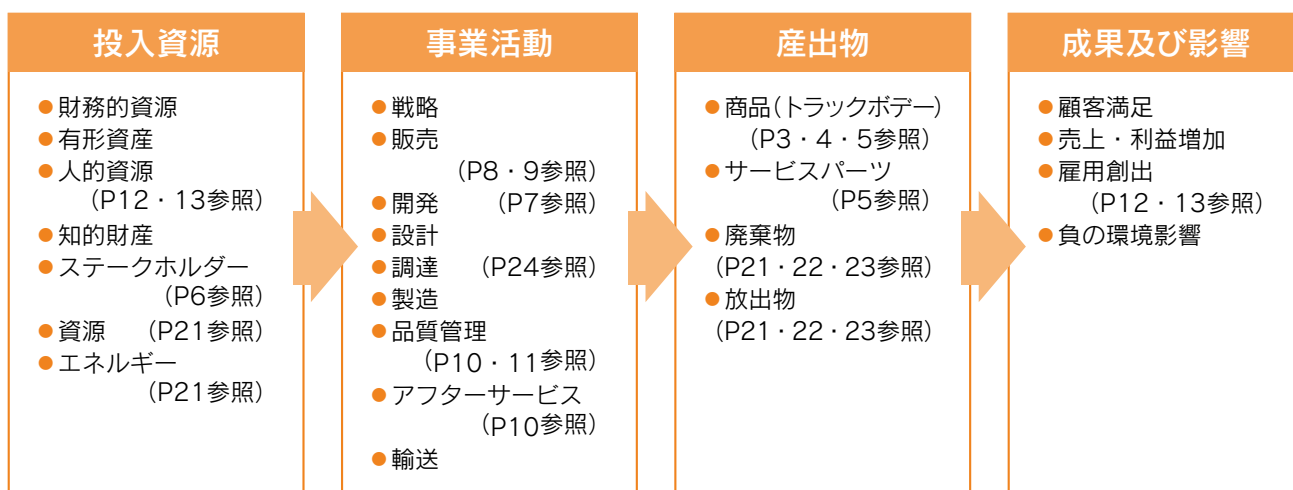 投入資源
●財務的資源
●有形資産
●人的資源
(P12・13参照)
●知的財産
●ステークホルダー
(P6参照)
●資源 (P21参照)
●エネルギー
(P21参照)
事業活動
●戦略
●販売
(P8・9参照)
●開発 (P7参照)
●設計
●調達 (P24参照)
●製造
●品質管理
(P10・11参照)
●アフターサービス
(P10参照)
●輸送
産出物
●商品(トラックボデー)
(P3・4・5参照)
●サービスパーツ
(P5参照)
●廃棄物
(P21・22・23参照)
●放出物
(P21・22・23参照)
成果及び影響
●顧客満足
●売上・利益増加
●雇用創出
(P12・13参照)
●負の環境影響